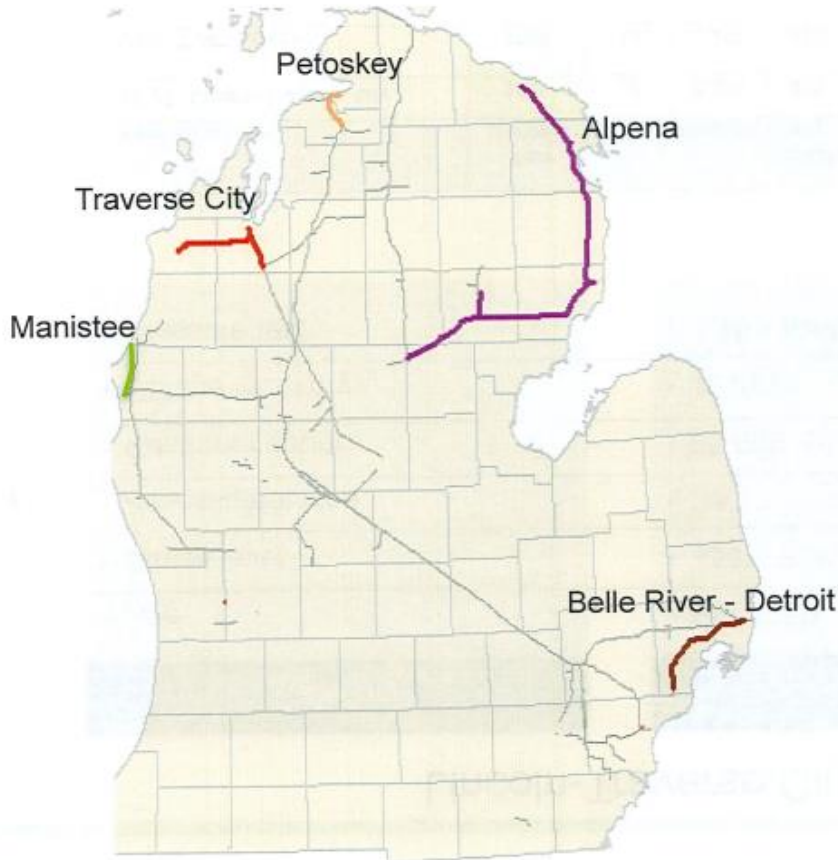 Petoskey
Alpena
Traverse City
Manistee
Belle River - Detroit